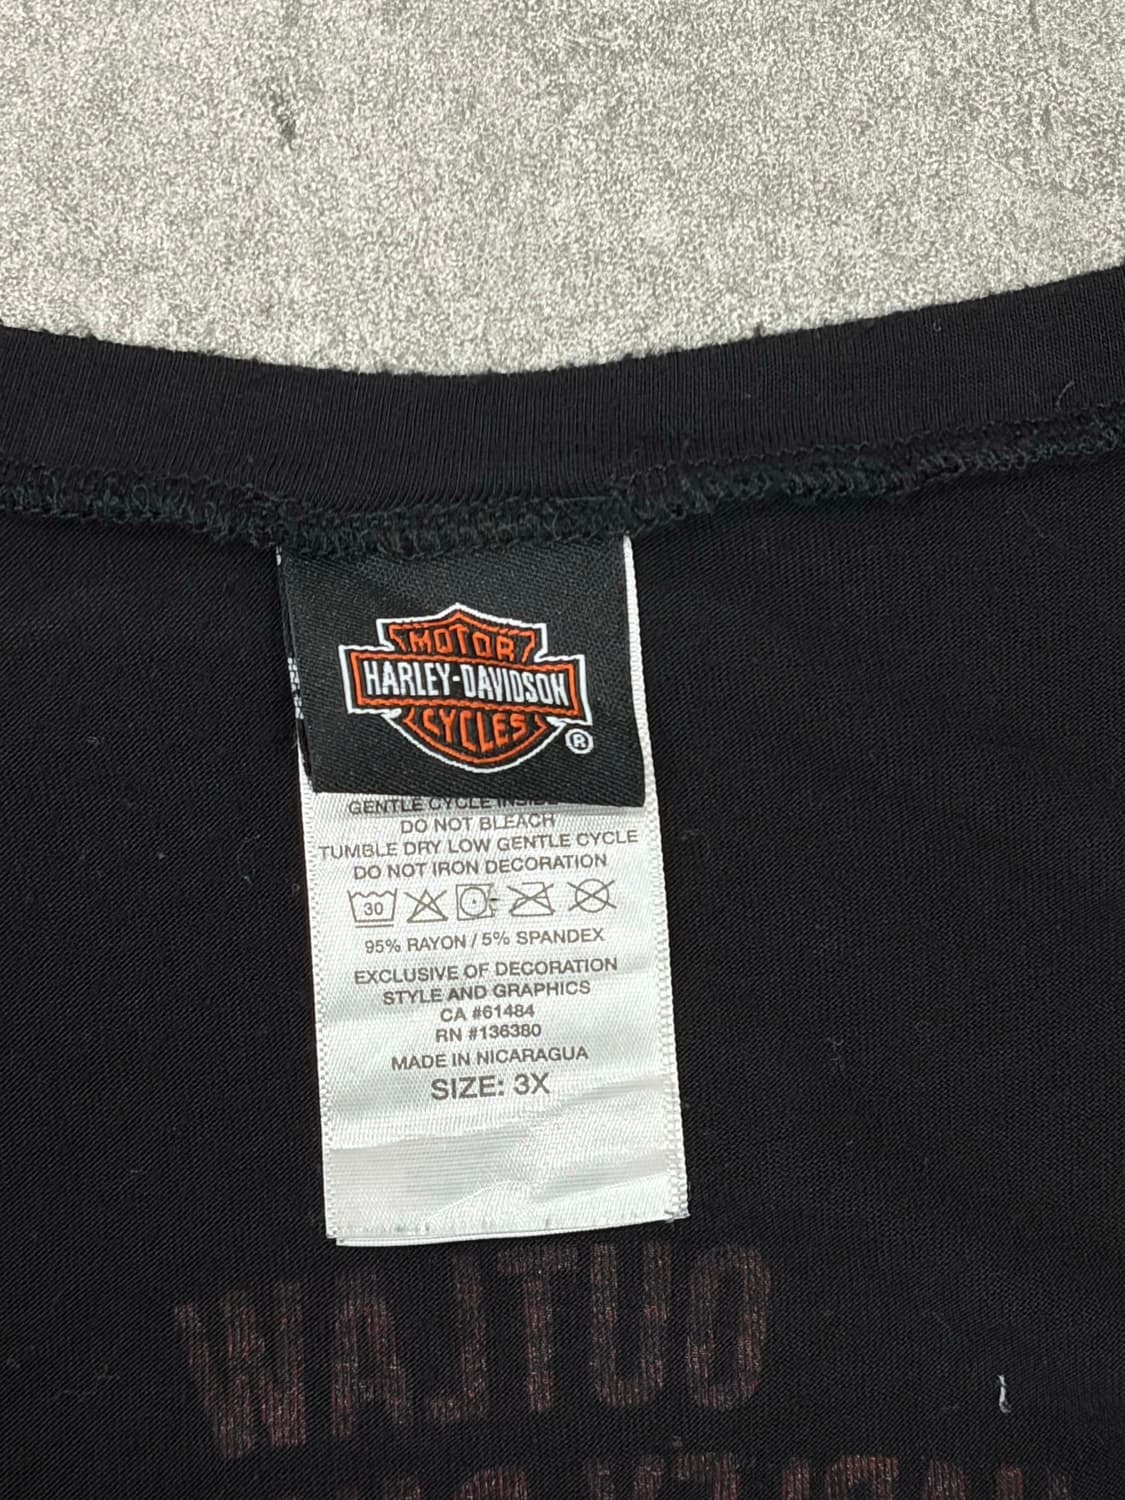 MOTOR
HARLEY-DAVIDSON
CYCLES
®
GENTLE CYCLE INSIDE
DO NOT BLEACH
TUMBLE DRY LOW GENTLE CYCLE
DO NOT IRON DECORATION
30
95% RAYON / 5% SPANDEX
EXCLUSIVE OF DECORATION
STYLE AND GRAPHICS
CA #61484
RN #136380
MADE IN NICARAGUA
SIZE: 3X
OUTLAW